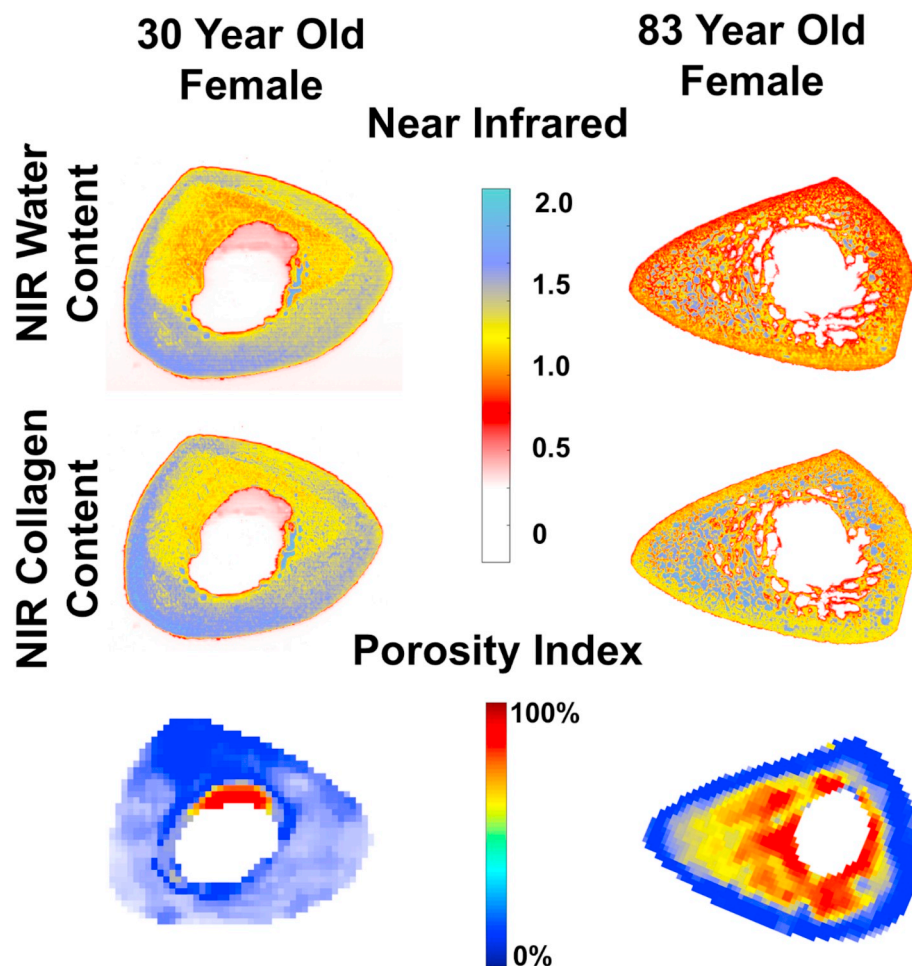 30 Year Old
Female
83 Year Old
Female
Near Infrared
NIR Water
Content
2.0
1.5
1.0
0.5
0
NIR Collagen
Content
Porosity Index
100%
0%